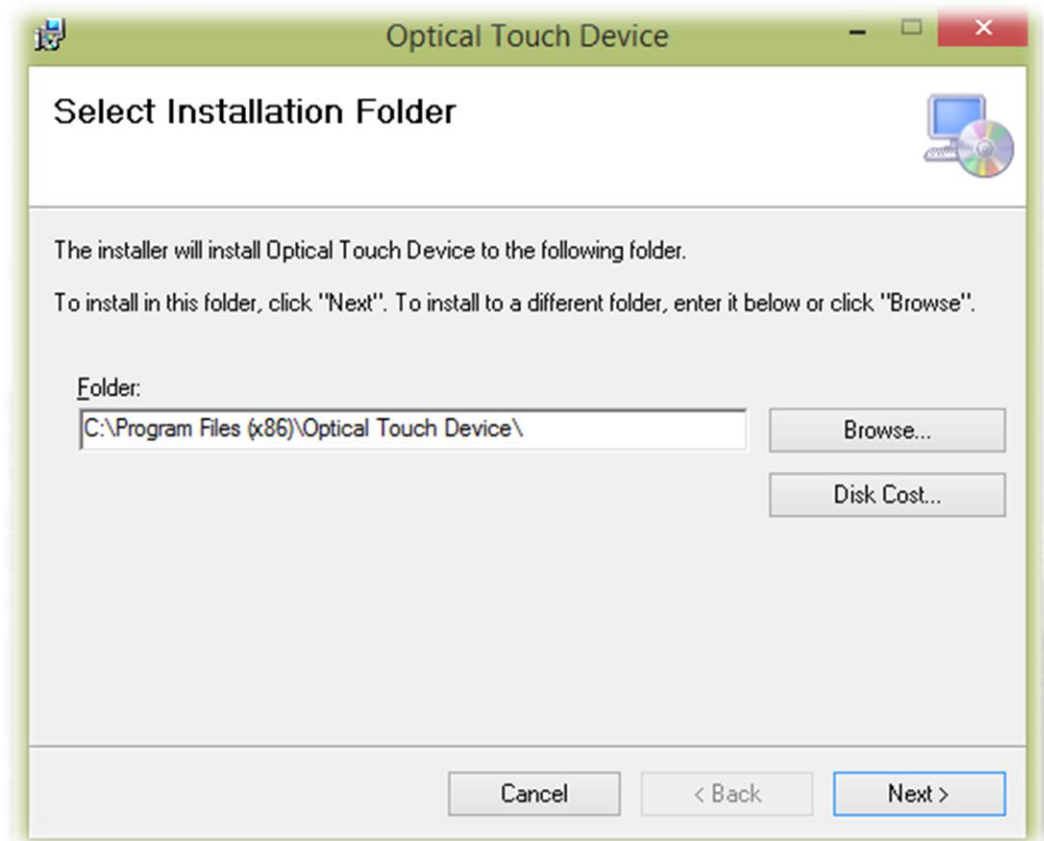 Optical Touch Device
Select Installation Folder
The installer will install Optical Touch Device to the following folder.
To install in this folder, click "Next". To install to a different folder, enter it below or click "Browse".
Folder:
C:\Program Files (x86)\Optical Touch Device\
Browse...
Disk Cost...
Cancel
< Back
Next >